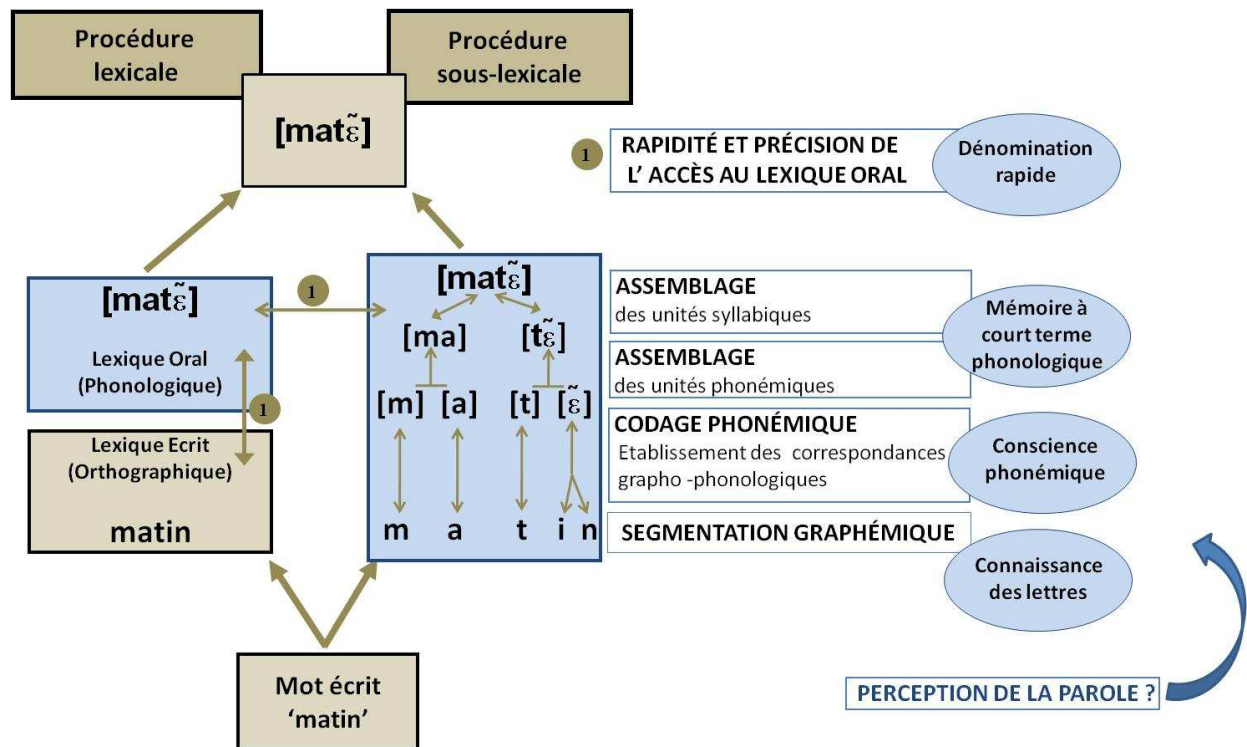 Procédure
lexicale
Procédure
sous-lexicale
[matɛ̃]
1
RAPIDITÉ ET PRÉCISION DE
L' ACCÈS AU LEXIQUE ORAL
Dénomination
rapide
[matɛ̃]
Lexique Oral
(Phonologique)
1
1
Lexique Ecrit
(Orthographique)
matin
[matɛ̃]
[ma] [tɛ̃]
[m] [a] [t] [ɛ̃]
m a t i n
ASSEMBLAGE
des unités syllabiques
ASSEMBLAGE
des unités phonémiques
Mémoire à
court terme
phonologique
CODAGE PHONÉMIQUE
Etablissement des correspondances
grapho -phonologiques
Conscience
phonémique
SEGMENTATION GRAPHÉMIQUE
Connaissance
des lettres
Mot écrit
‘matin’
PERCEPTION DE LA PAROLE ?